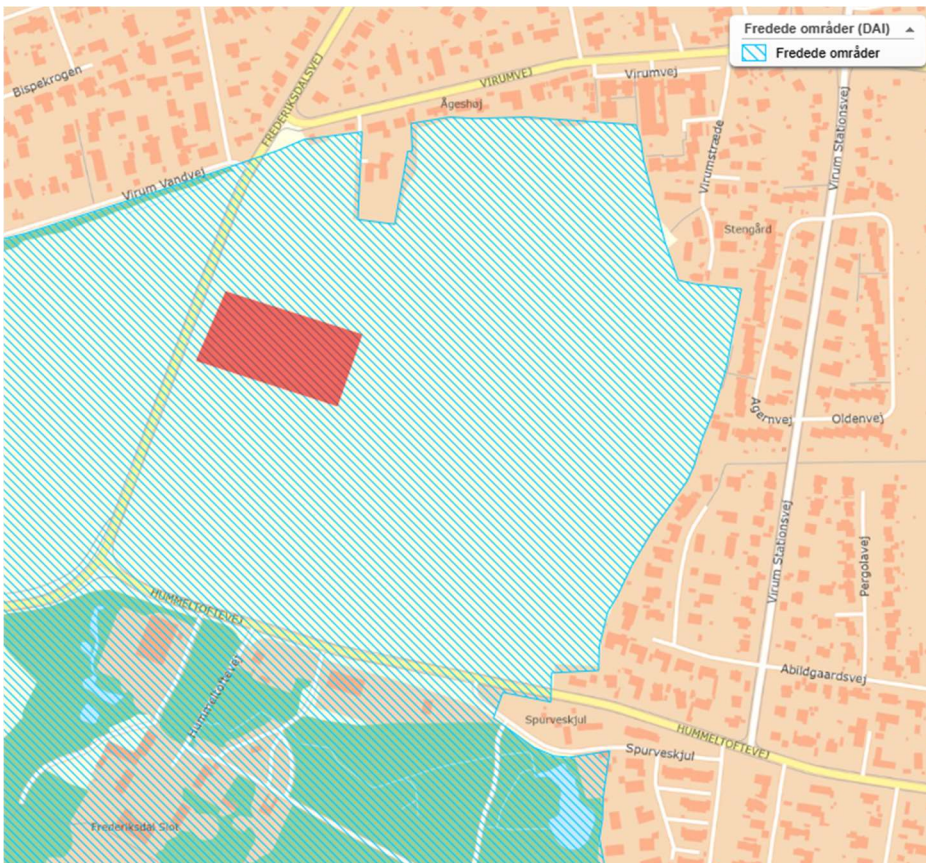 Fredede områder (DAI)
Fredede områder
Bispekrogen
FREDERIKSDALSVEJ
VIRUMVEJ
Virumvej
Ågeshøj
Virum Vandvej
Virumstræde
Virum Stationsvej
Stengård
Agernvej
Oldenvej
Virum Stationsvej
Pergolavej
HUMMELTOFTEVEJ
Hummeltoftevej
Abildgaardsvej
Spurveskjul
HUMMELTOFTEVEJ
Spurveskjul
Frederiksdal Slot